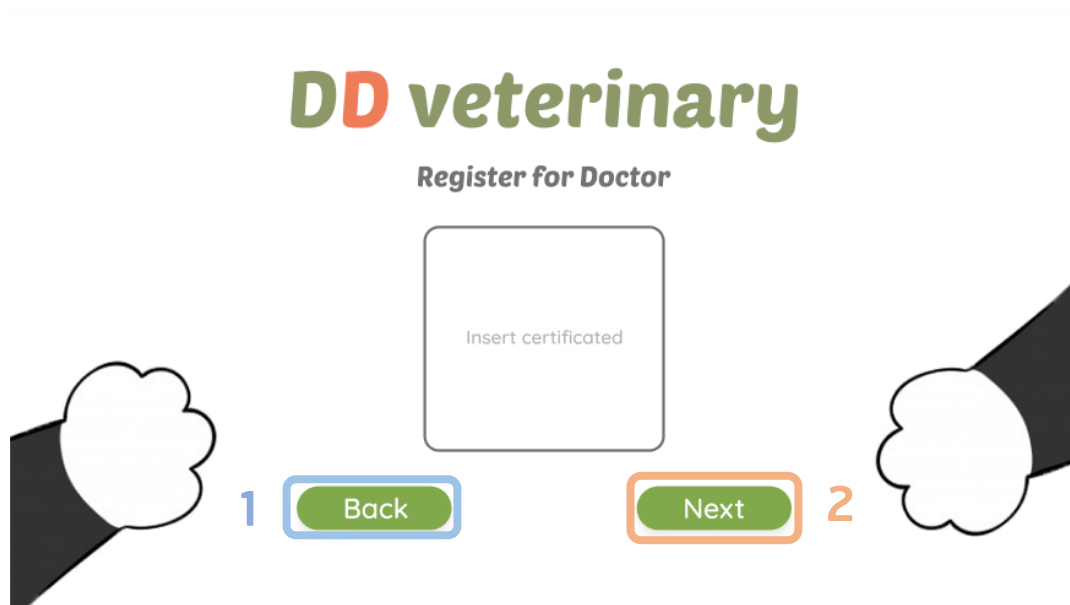 DD veterinary
Register for Doctor
Insert certificated
1 Back Next 2